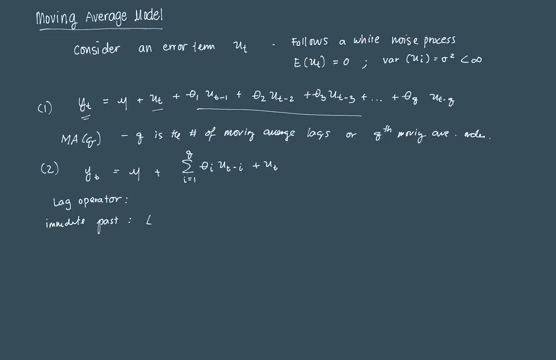 Moving Average Model
Consider an error term u_t - Follows a white noise process
E(u_t) = 0 ; var(u_i) = σ² < ∞
(1) y_t = μ + u_t + θ_1 u_{t-1} + θ_2 u_{t-2} + θ_3 u_{t-3} + ... + θ_q u_{t-q}
MA(q) - q is the # of moving average lags or q^th moving ave. order.
(2) y_t = μ + Σ_{i=1}^{q} θ_i u_{t-i} + u_t
Lag operator:
immediate past : L